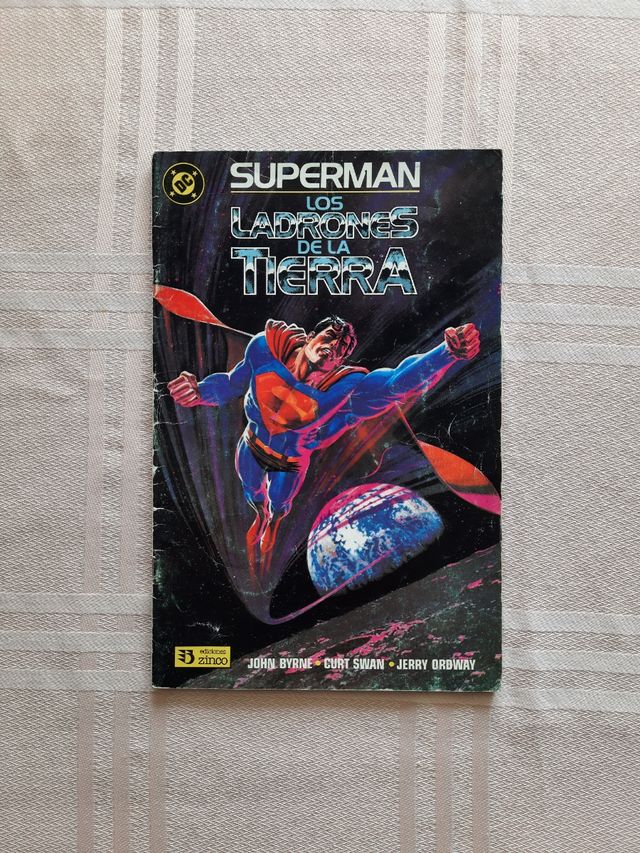 DC
SUPERMAN
LOS
LADRONES
DE LA
TIERRA
ediciones
zinco
JOHN BYRNE • CURT SWAN • JERRY ORDWAY